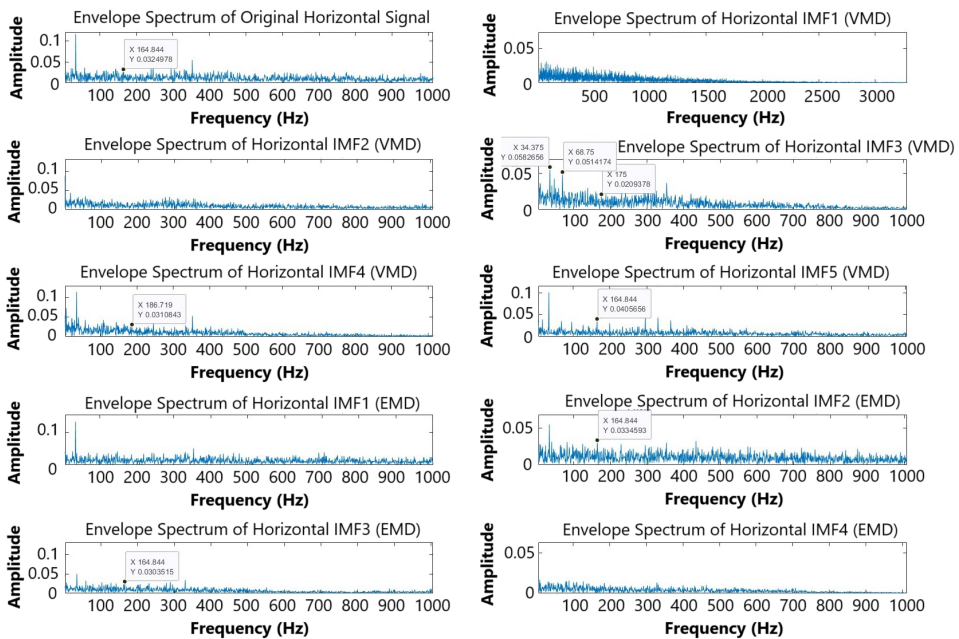 Envelope Spectrum of Original Horizontal Signal
Amplitude
0.1
0.05
0
X 164.844
Y 0.0324978
100 200 300 400 500 600 700 800 900 1000
Frequency (Hz)
Envelope Spectrum of Horizontal IMF1 (VMD)
Amplitude
0.05
0
500 1000 1500 2000 2500 3000
Frequency (Hz)
Envelope Spectrum of Horizontal IMF2 (VMD)
Amplitude
0.1
0.05
0
100 200 300 400 500 600 700 800 900 1000
Frequency (Hz)
Envelope Spectrum of Horizontal IMF3 (VMD)
Amplitude
0.05
0
X 34.375
Y 0.0582656
X 68.75
Y 0.0514174
X 175
Y 0.0209378
100 200 300 400 500 600 700 800 900 1000
Frequency (Hz)
Envelope Spectrum of Horizontal IMF4 (VMD)
Amplitude
0.1
0.05
0
X 186.719
Y 0.0310843
100 200 300 400 500 600 700 800 900 1000
Frequency (Hz)
Envelope Spectrum of Horizontal IMF5 (VMD)
Amplitude
0.1
0.05
0
X 164.844
Y 0.0405656
100 200 300 400 500 600 700 800 900 1000
Frequency (Hz)
Envelope Spectrum of Horizontal IMF1 (EMD)
Amplitude
0.1
0
100 200 300 400 500 600 700 800 900 1000
Frequency (Hz)
Envelope Spectrum of Horizontal IMF2 (EMD)
Amplitude
0.05
0
X 164.844
Y 0.0334593
100 200 300 400 500 600 700 800 900 1000
Frequency (Hz)
Envelope Spectrum of Horizontal IMF3 (EMD)
Amplitude
0.1
0.05
0
X 164.844
Y 0.0303515
100 200 300 400 500 600 700 800 900 1000
Frequency (Hz)
Envelope Spectrum of Horizontal IMF4 (EMD)
Amplitude
0.05
0
100 200 300 400 500 600 700 800 900 1000
Frequency (Hz)